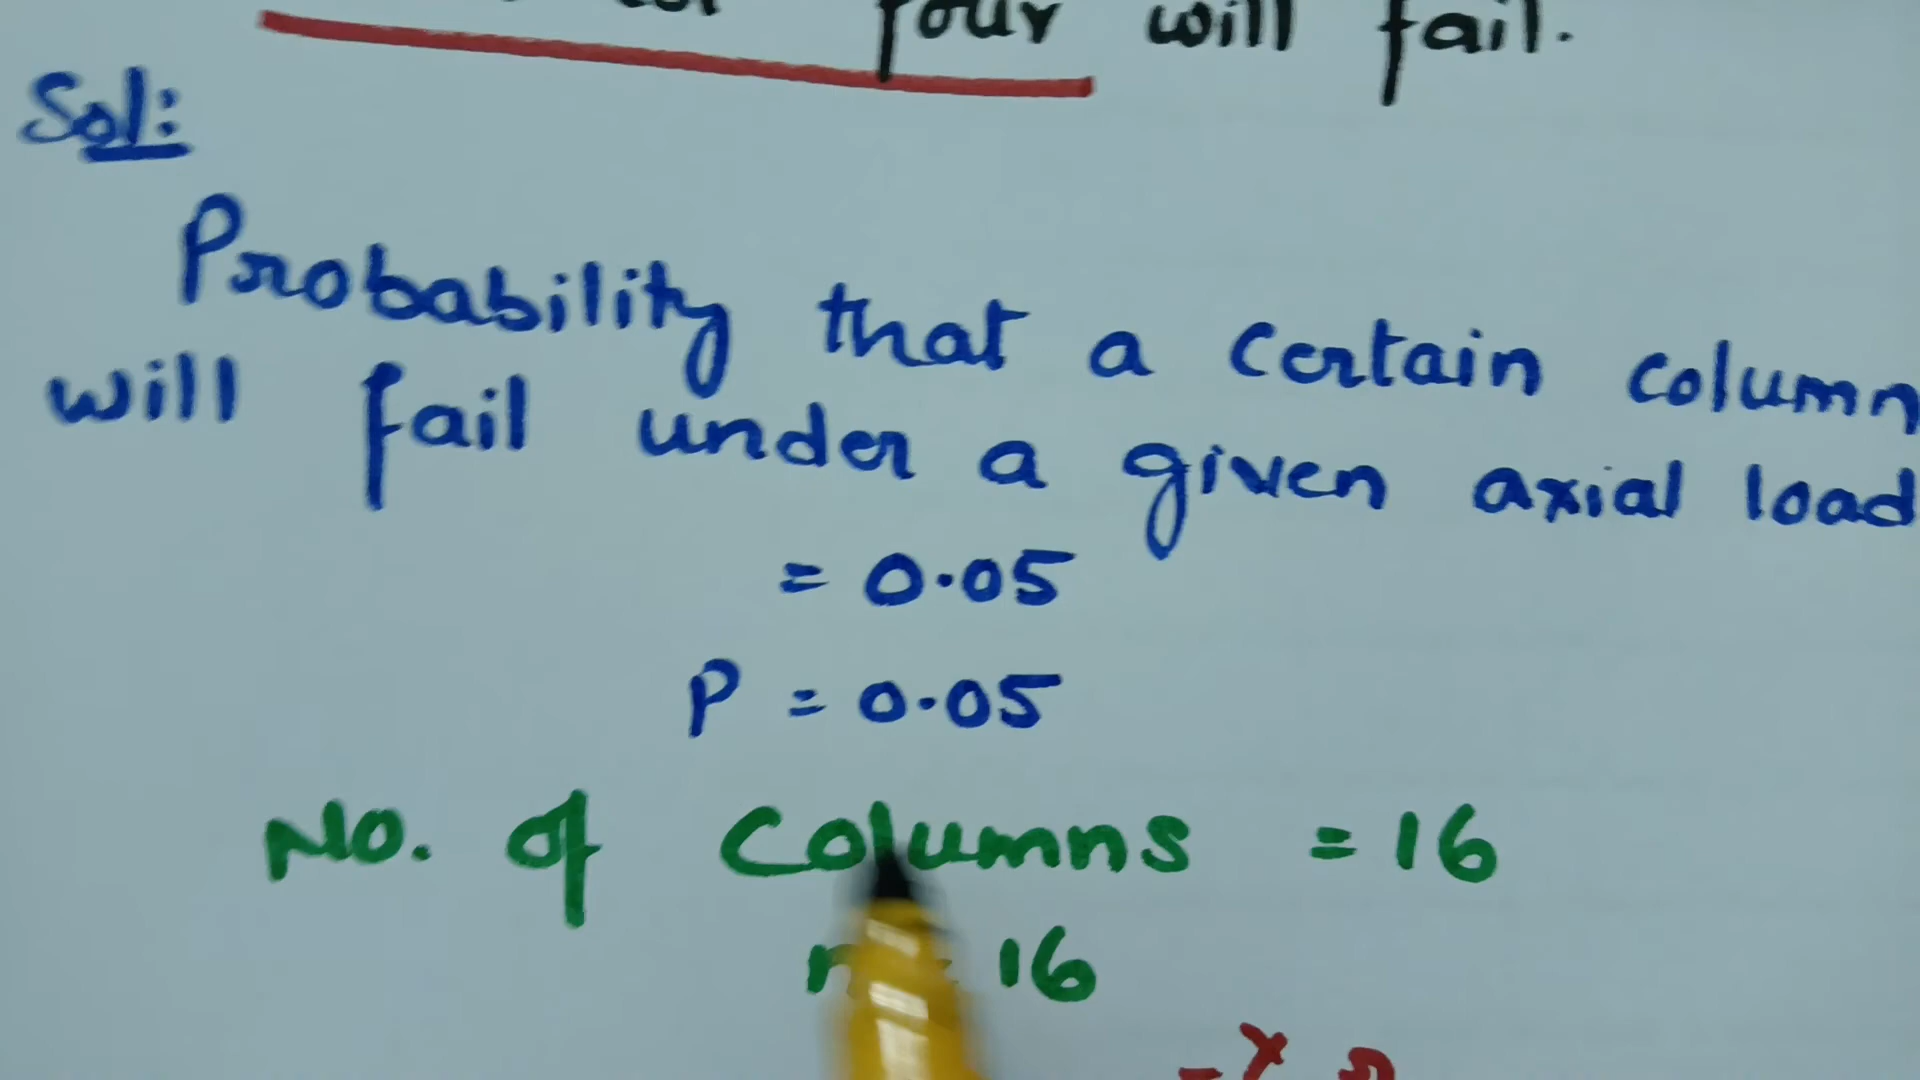 four will fail.
Sol:
Probability that a certain column
will fail under a given axial load
= 0.05
P = 0.05
No. of Columns = 16
n = 16